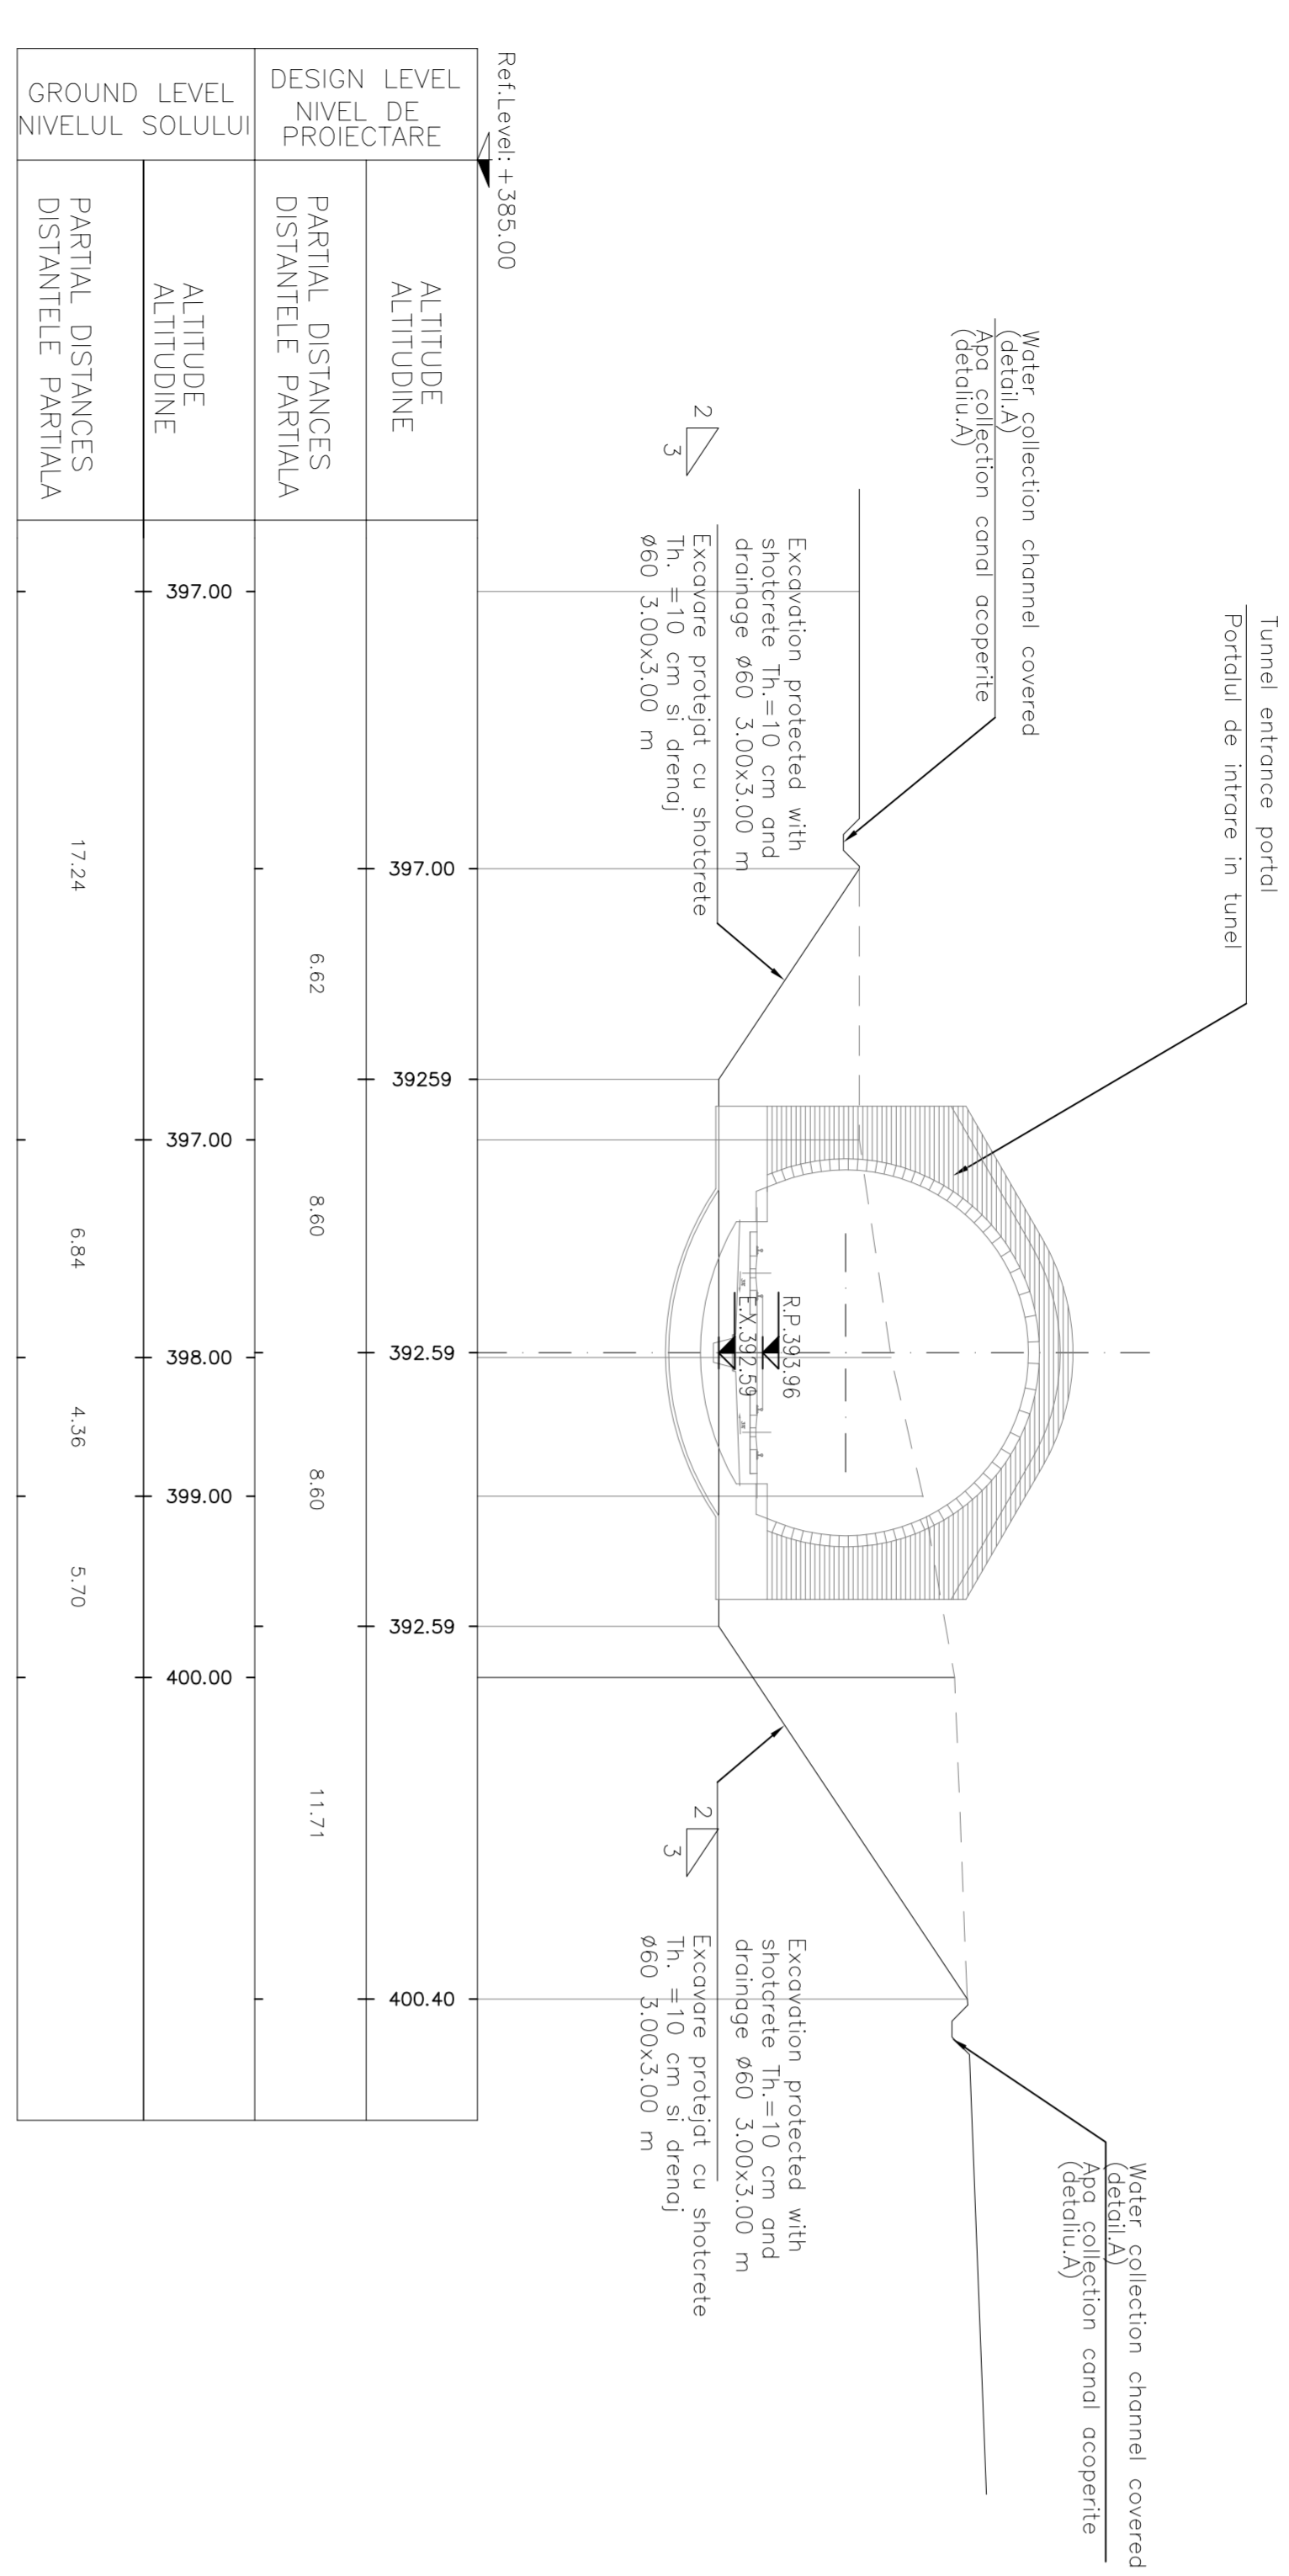 Tunnel entrance portal
Portalul de intrare in tunel
Water collection channel covered
(detail.A)
Apa collection canal acoperite
(detaliu.A)
Water collection channel covered
(detail.A)
Apa collection canal acoperite
(detaliu.A)
Excavation protected with
shotcrete Th.=10 cm and
drainage ø60 3.00x3.00 m
Excavare protejat cu shotcrete
Th. =10 cm si drenaj
ø60 3.00x3.00 m
2
3
R.P.393.96
E.X.392.59
Excavation protected with
shotcrete Th.=10 cm and
drainage ø60 3.00x3.00 m
Excavare protejat cu shotcrete
Th. =10 cm si drenaj
ø60 3.00x3.00 m
2
3
Ref.Level: +385.00
DESIGN LEVEL
NIVEL DE
PROIECTARE
ALTITUDE
ALTITUDINE
397.00
39259
392.59
392.59
400.40
PARTIAL DISTANCES
DISTANTELE PARTIALA
6.62
8.60
8.60
11.71
GROUND LEVEL
NIVELUL SOLULUI
ALTITUDE
ALTITUDINE
397.00
397.00
398.00
399.00
400.00
PARTIAL DISTANCES
DISTANTELE PARTIALA
17.24
6.84
4.36
5.70